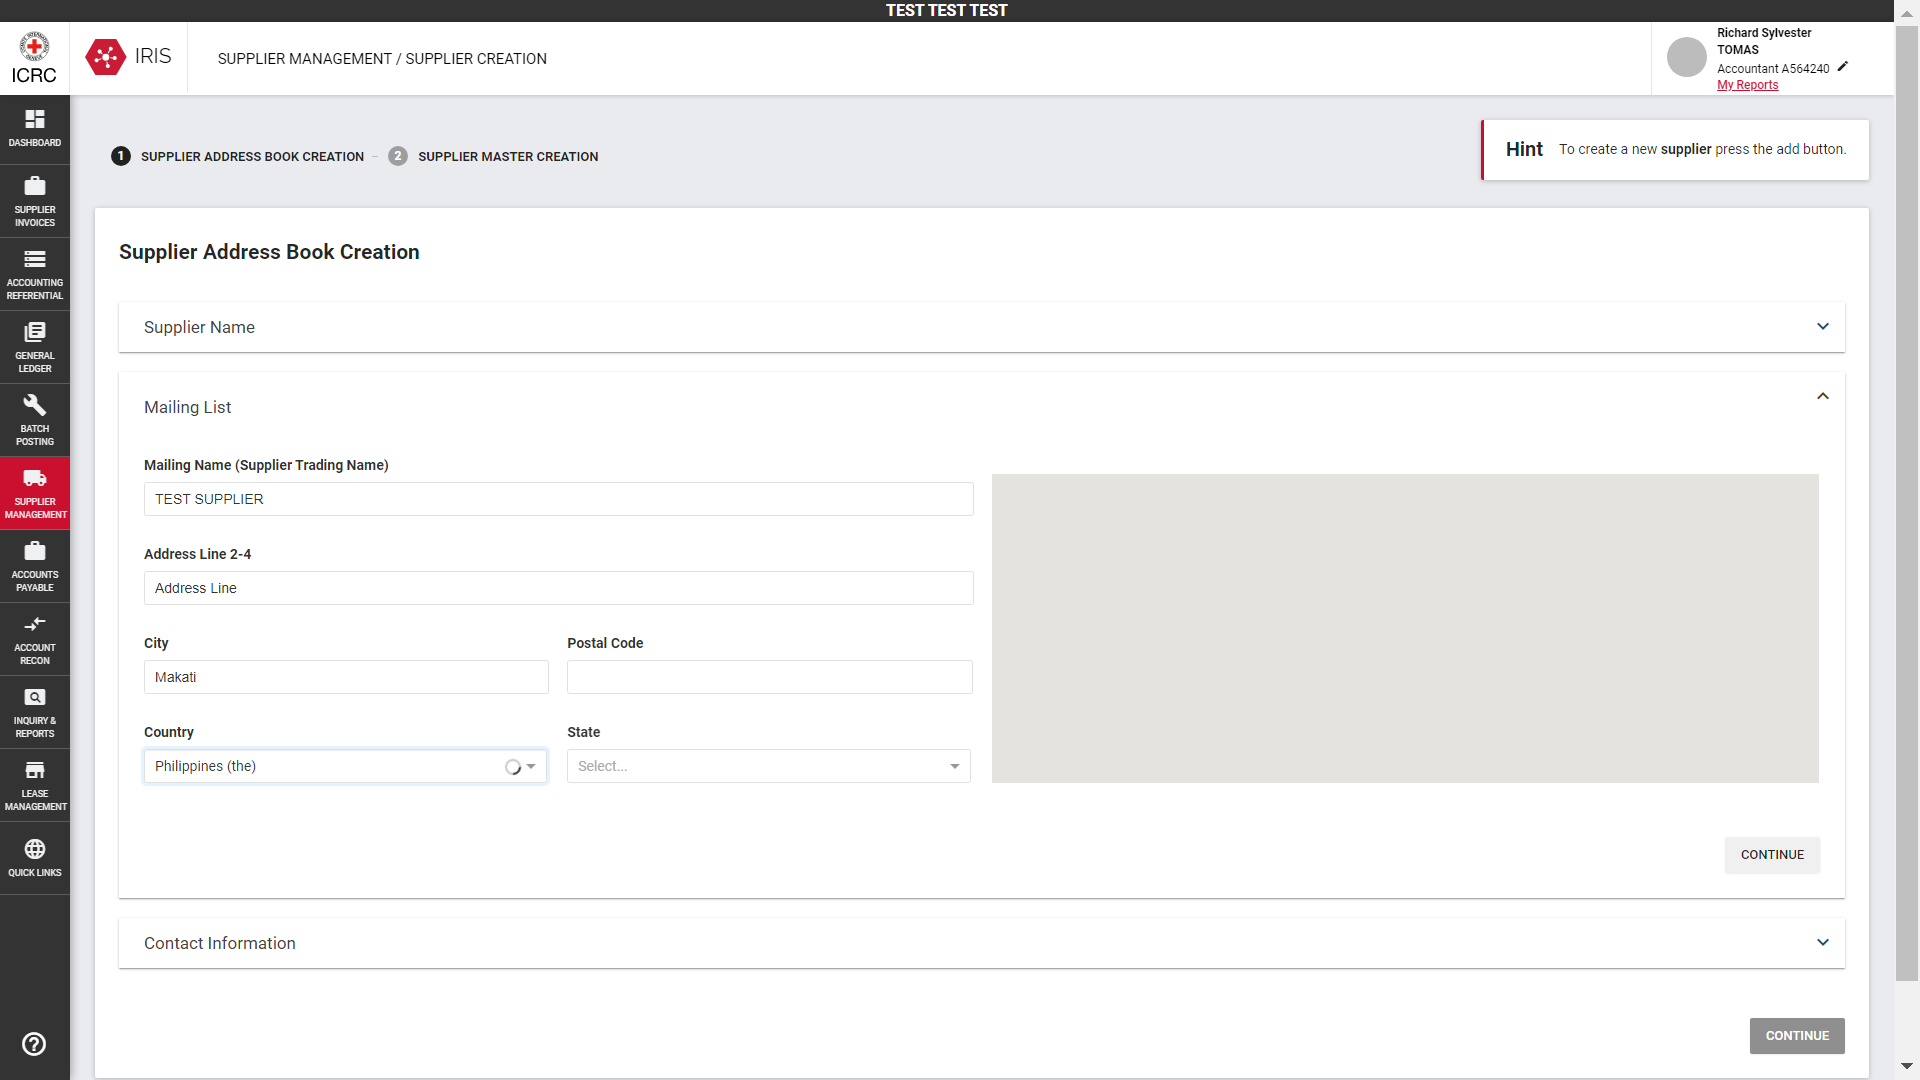 TEST TEST TEST
ICRC
IRIS
SUPPLIER MANAGEMENT / SUPPLIER CREATION
Richard Sylvester
TOMAS
Accountant A564240
My Reports
DASHBOARD
SUPPLIER
INVOICES
ACCOUNTING
REFERENTIAL
GENERAL
LEDGER
BATCH
POSTING
SUPPLIER
MANAGEMENT
ACCOUNTS
PAYABLE
ACCOUNT
RECON
INQUIRY &
REPORTS
LEASE
MANAGEMENT
QUICK LINKS
1 SUPPLIER ADDRESS BOOK CREATION – 2 SUPPLIER MASTER CREATION
Hint To create a new supplier press the add button.
Supplier Address Book Creation
Supplier Name
Mailing List
Mailing Name (Supplier Trading Name)
TEST SUPPLIER
Address Line 2-4
Address Line
City
Makati
Postal Code
Country
Philippines (the)
State
Select...
CONTINUE
Contact Information
CONTINUE